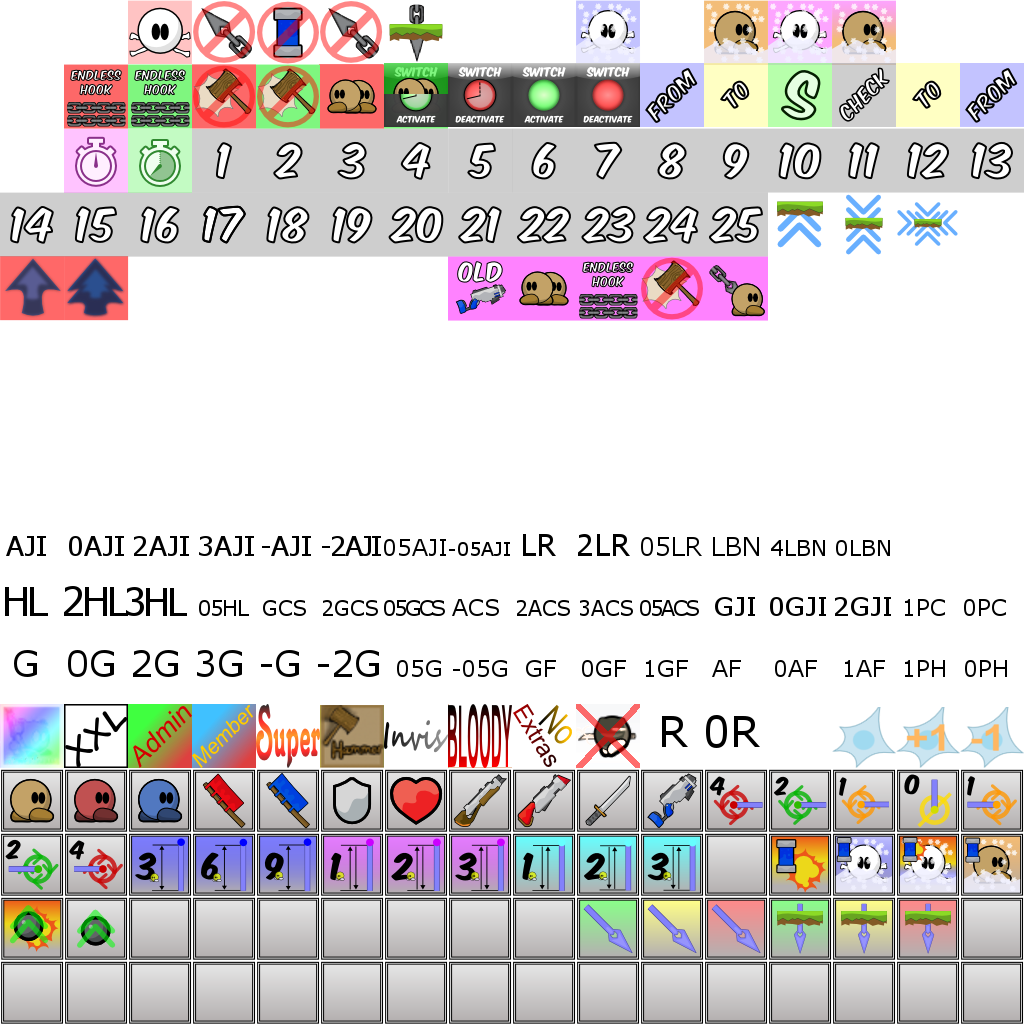 ENDLESS HOOK ENDLESS HOOK SWITCH ACTIVATE SWITCH DEACTIVATE SWITCH ACTIVATE SWITCH DEACTIVATE FROM TO S CHECK TO FROM
1 2 3 4 5 6 7 8 9 10 11 12 13
14 15 16 17 18 19 20 21 22 23 24 25
OLD ENDLESS HOOK
AJI 0AJI 2AJI 3AJI -AJI -2AJI 05AJI -05AJI LR 2LR 05LR LBN 4LBN 0LBN
HL 2HL 3HL 05HL GCS 2GCS 05GCS ACS 2ACS 3ACS 05ACS GJI 0GJI 2GJI 1PC 0PC
G 0G 2G 3G -G -2G 05G -05G GF 0GF 1GF AF 0AF 1AF 1PH 0PH
XXL Admin Member Super Hammer Invis BLOODY No Extras R 0R +1 -1
4 2 1 0 1
2 4 3 6 9 1 2 3 1 2 3